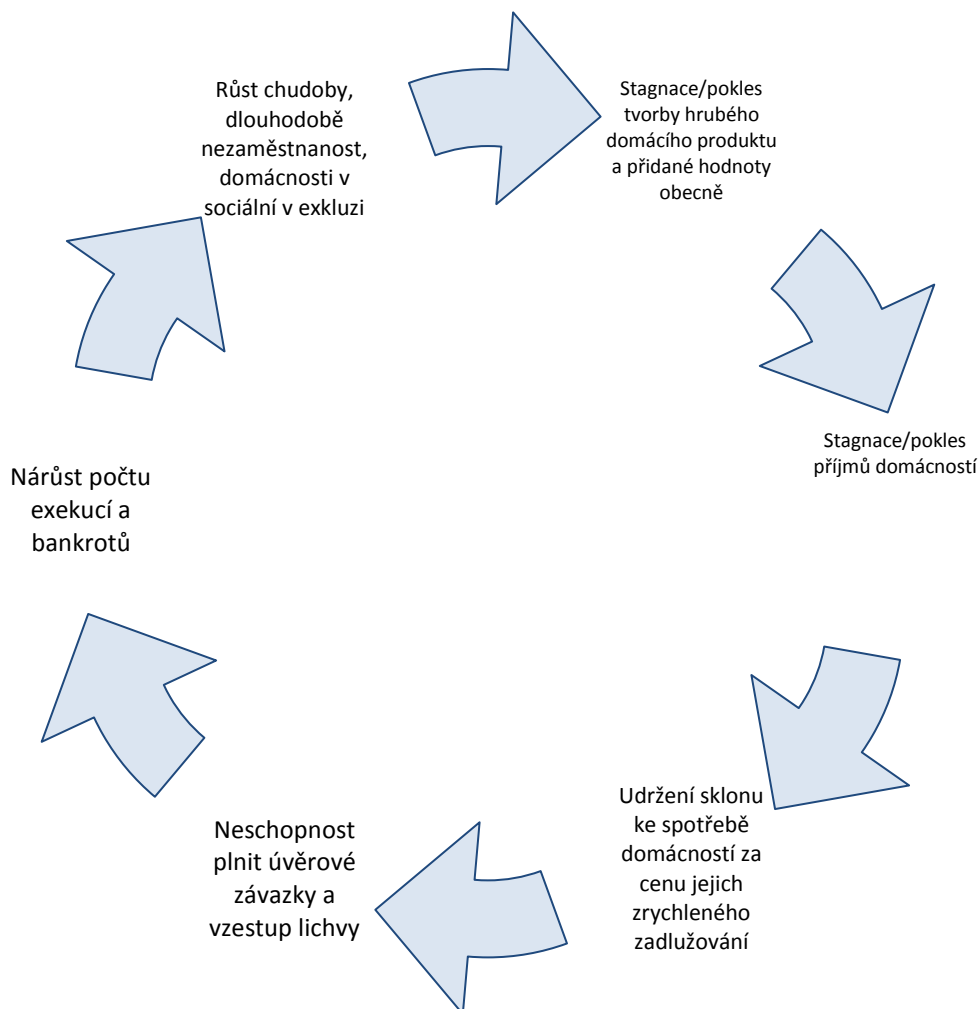 Růst chudoby,
dlouhodobě
nezaměstnanost,
domácnosti v
sociální v exkluzi
Stagnace/pokles
tvorby hrubého
domácího produktu
a přidané hodnoty
obecně
Stagnace/pokles
příjmů domácností
Udržení sklonu
ke spotřebě
domácností za
cenu jejich
zrychleného
zadlužování
Neschopnost
plnit úvěrové
závazky a
vzestup lichvy
Nárůst počtu
exekucí a
bankrotů